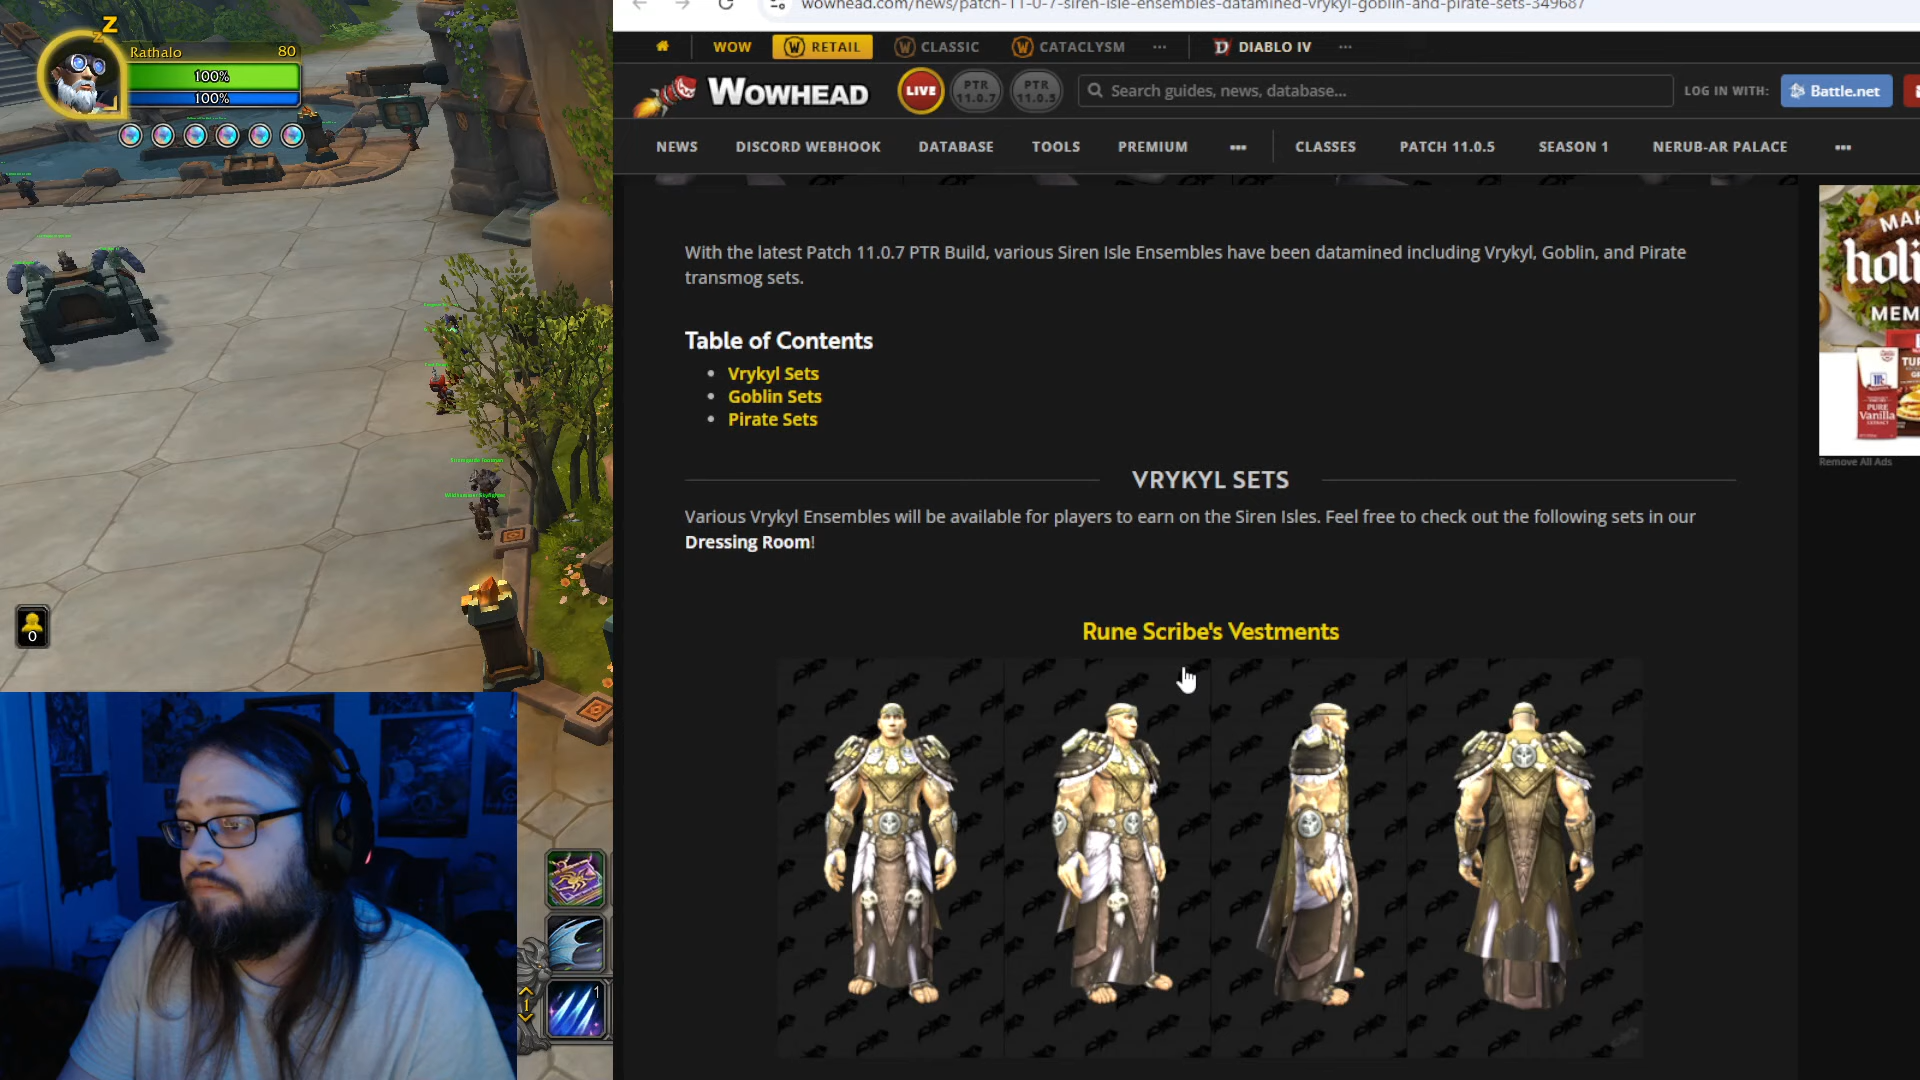 Z
z
Rathalo 80
100%
100%
0
1
1
wowhead.com/news/patch-11-0-7-siren-isle-ensembles-datamined-vrykyl-goblin-and-pirate-sets-349687
WOW RETAIL CLASSIC CATACLYSM ... DIABLO IV ...
WOWHEAD LIVE PTR 11.0.7 PTR 11.0.5 Search guides, news, database... LOG IN WITH: Battle.net
NEWS DISCORD WEBHOOK DATABASE TOOLS PREMIUM ... CLASSES PATCH 11.0.5 SEASON 1 NERUB-AR PALACE ...
With the latest Patch 11.0.7 PTR Build, various Siren Isle Ensembles have been datamined including Vrykyl, Goblin, and Pirate
transmog sets.
Table of Contents
• Vrykyl Sets
• Goblin Sets
• Pirate Sets
VRYKYL SETS
Various Vrykyl Ensembles will be available for players to earn on the Siren Isles. Feel free to check out the following sets in our
Dressing Room!
Rune Scribe's Vestments
Remove All Ads
PURE
Vanilla